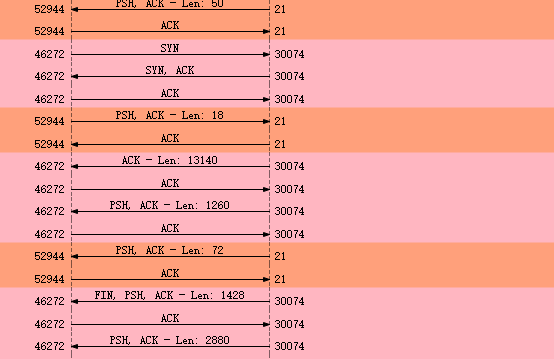 52944 PSH, ACK - Len: 50 21
52944 ACK 21
46272 SYN 30074
46272 SYN, ACK 30074
46272 ACK 30074
52944 PSH, ACK - Len: 18 21
52944 ACK 21
46272 ACK - Len: 13140 30074
46272 ACK 30074
46272 PSH, ACK - Len: 1260 30074
46272 ACK 30074
52944 PSH, ACK - Len: 72 21
52944 ACK 21
46272 FIN, PSH, ACK - Len: 1428 30074
46272 ACK 30074
46272 PSH, ACK - Len: 2880 30074